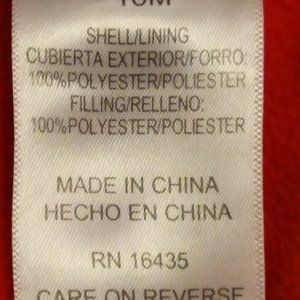 18M
SHELL/LINING
CUBIERTA EXTERIOR/FORRO:
100%POLYESTER/POLIESTER
FILLING/RELLENO:
100%POLYESTER/POLIESTER
MADE IN CHINA
HECHO EN CHINA
RN 16435
CARE ON REVERSE